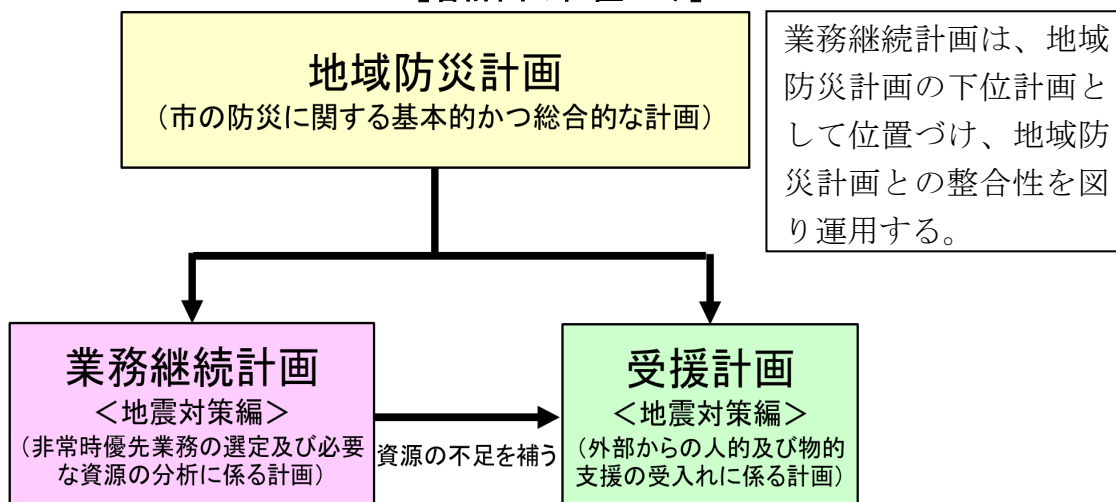 地域防災計画
（市の防災に関する基本的かつ総合的な計画）
業務継続計画は、地域
防災計画の下位計画と
して位置づけ、地域防
災計画との整合性を図
り運用する。
業務継続計画
＜地震対策編＞
（非常時優先業務の選定及び必要
な資源の分析に係る計画）
資源の不足を補う
受援計画
＜地震対策編＞
（外部からの人的及び物的
支援の受入れに係る計画）